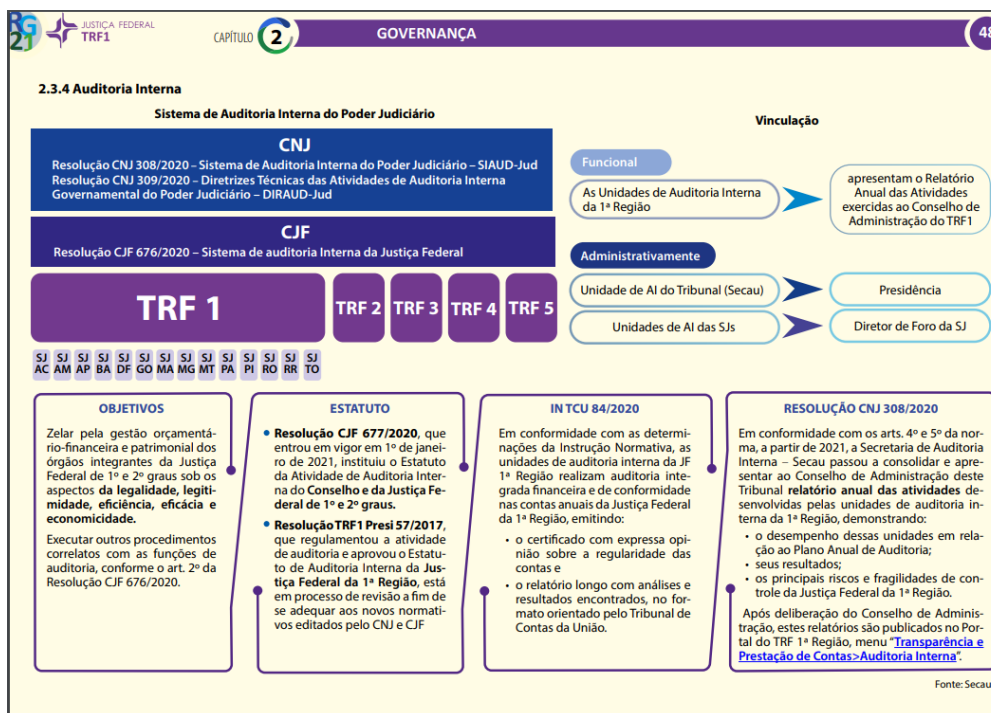 RG
21
JUSTIÇA FEDERAL
TRF1
CAPÍTULO 2 GOVERNANÇA 48
2.3.4 Auditoria Interna
Sistema de Auditoria Interna do Poder Judiciário
CNJ
Resolução CNJ 308/2020 – Sistema de Auditoria Interna do Poder Judiciário – SIAUD-Jud
Resolução CNJ 309/2020 – Diretrizes Técnicas das Atividades de Auditoria Interna
Governamental do Poder Judiciário – DIRAUD-Jud
CJF
Resolução CJF 676/2020 – Sistema de auditoria Interna da Justiça Federal
TRF 1 TRF 2 TRF 3 TRF 4 TRF 5
SJ SJ SJ SJ SJ SJ SJ SJ SJ SJ SJ SJ SJ SJ
AC AM AP BA DF GO MA MG MT PA PI RO RR TO
Vinculação
Funcional
As Unidades de Auditoria Interna
da 1ª Região
apresentam o Relatório
Anual das Atividades
exercidas ao Conselho de
Administração do TRF1
Administrativamente
Unidade de AI do Tribunal (Secau)
Presidência
Unidades de AI das SJs
Diretor de Foro da SJ
OBJETIVOS
Zelar pela gestão orçamentá-
rio-financeira e patrimonial dos
órgãos integrantes da Justiça
Federal de 1º e 2º graus sob os
aspectos da legalidade, legit-
imidade, eficiência, eficácia e
economicidade.
Executar outros procedimentos
correlatos com as funções de
auditoria, conforme o art. 2º da
Resolução CJF 676/2020.
ESTATUTO
• Resolução CJF 677/2020, que
entrou em vigor em 1º de janei-
ro de 2021, instituiu o Estatuto
da Atividade de Auditoria Inter-
na do Conselho e da Justiça Fe-
deral de 1º e 2º graus.
• Resolução TRF1 Presi 57/2017,
que regulamentou a atividade
de auditoria e aprovou o Estatu-
to de Auditoria Interna da Jus-
tiça Federal da 1ª Região, está
em processo de revisão a fim de
se adequar aos novos normati-
vos editados pelo CNJ e CJF
IN TCU 84/2020
Em conformidade com as determi-
nações da Instrução Normativa, as
unidades de auditoria interna da JF
1ª Região realizam auditoria inte-
grada financeira e de conformidade
nas contas anuais da Justiça Federal
da 1ª Região, emitindo:
• o certificado com expressa opi-
nião sobre a regularidade das
contas e
• o relatório longo com análises e
resultados encontrados, no for-
mato orientado pelo Tribunal de
Contas da União.
RESOLUÇÃO CNJ 308/2020
Em conformidade com os arts. 4º e 5º da nor-
ma, a partir de 2021, a Secretaria de Auditoria
Interna – Secau passou a consolidar e apre-
sentar ao Conselho de Administração deste
Tribunal relatório anual das atividades de-
senvolvidas pelas unidades de auditoria in-
terna da 1ª Região, demonstrando:
• o desempenho dessas unidades em rela-
ção ao Plano Anual de Auditoria;
• seus resultados;
• os principais riscos e fragilidades de con-
trole da Justiça Federal da 1ª Região.
Após deliberação do Conselho de Adminis-
tração, estes relatórios são publicados no Por-
tal do TRF 1ª Região, menu "Transparência e
Prestação de Contas>Auditoria Interna".
Fonte: Secau